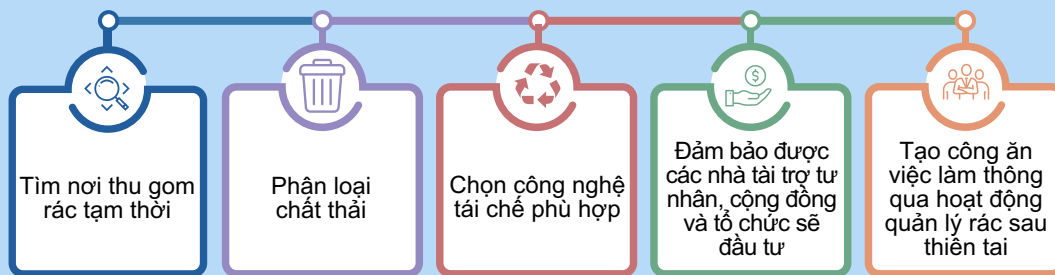 Tìm nơi thu gom
rác tạm thời
Phân loại
chất thải
Chọn công nghệ
tái chế phù hợp
Đảm bảo được
các nhà tài trợ tư
nhân, cộng đồng
và tổ chức sẽ
đầu tư
Tạo công ăn
việc làm thông
qua hoạt động
quản lý rác sau
thiên tai